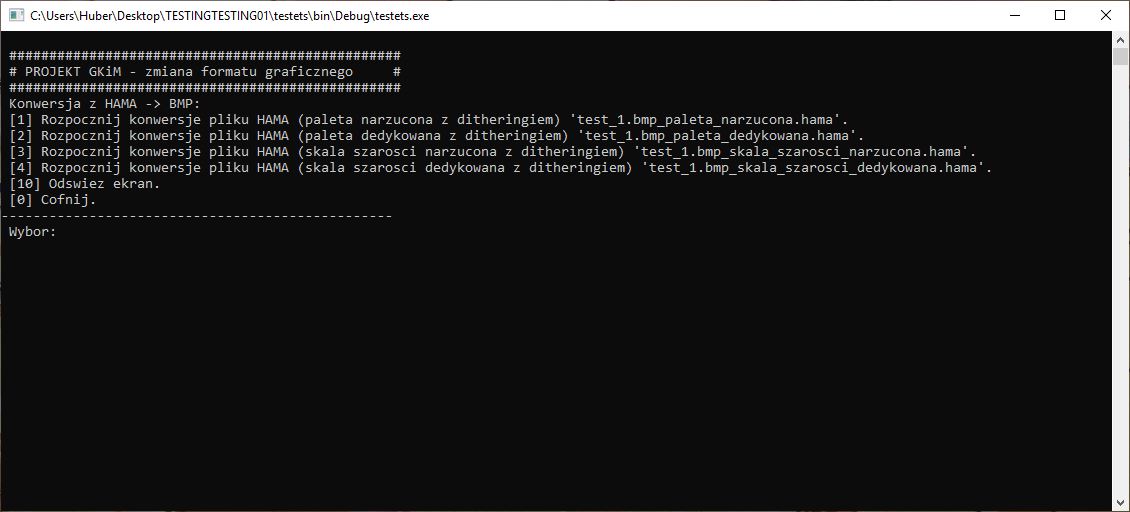 C:\Users\Huber\Desktop\TESTINGTESTING01\testets\bin\Debug\testets.exe
#################################################
# PROJEKT GKiM - zmiana formatu graficznego     #
#################################################
Konwersja z HAMA -> BMP:
[1] Rozpocznij konwersje pliku HAMA (paleta narzucona z ditheringiem) 'test_1.bmp_paleta_narzucona.hama'.
[2] Rozpocznij konwersje pliku HAMA (paleta dedykowana z ditheringiem) 'test_1.bmp_paleta_dedykowana.hama'.
[3] Rozpocznij konwersje pliku HAMA (skala szarosci narzucona z ditheringiem) 'test_1.bmp_skala_szarosci_narzucona.hama'.
[4] Rozpocznij konwersje pliku HAMA (skala szarosci dedykowana z ditheringiem) 'test_1.bmp_skala_szarosci_dedykowana.hama'.
[10] Odswiez ekran.
[0] Cofnij.
-------------------------------------------------
Wybor: